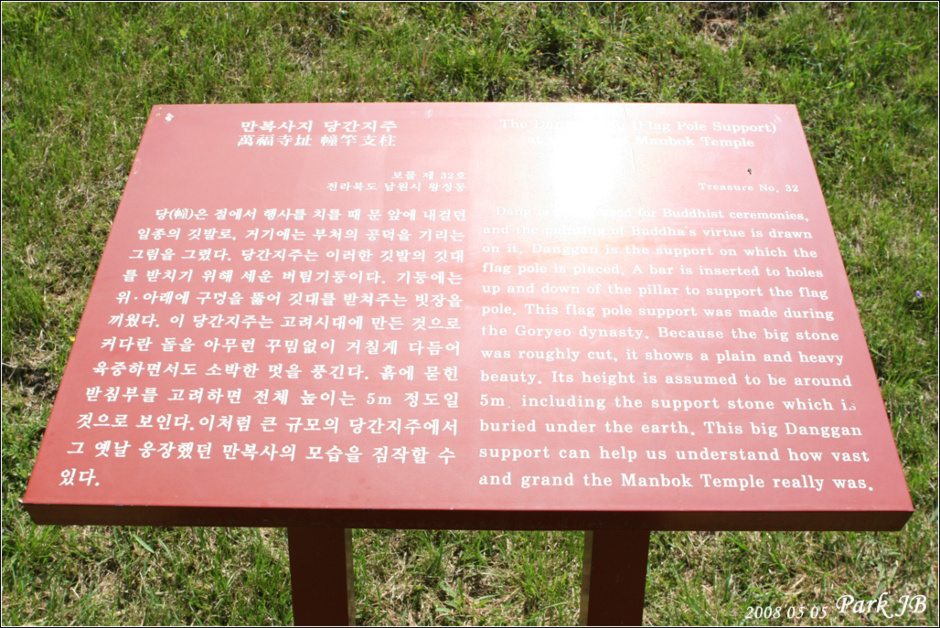 만복사지 당간지주
萬福寺址 幢竿支柱
보물 제 32호
전라북도 남원시 왕정동
당(幢)은 절에서 행사를 치를 때 문 앞에 내걸던
일종의 깃발로, 거기에는 부처의 공덕을 기리는
그림을 그렸다. 당간지주는 이러한 깃발의 깃대
를 받치기 위해 세운 버팀기둥이다. 기둥에는
위·아래에 구멍을 뚫어 깃대를 받쳐주는 빗장을
끼웠다. 이 당간지주는 고려시대에 만든 것으로
커다란 돌을 아무런 꾸밈없이 거칠게 다듬어
육중하면서도 소박한 멋을 풍긴다. 흙에 묻힌
받침부를 고려하면 전체 높이는 5m 정도일
것으로 보인다.이처럼 큰 규모의 당간지주에서
그 옛날 웅장했던 만복사의 모습을 짐작할 수
있다.
The (Flag Pole Support)
Manbok Temple
Treasure No. 32
Dang for Buddhist ceremonies,
and the of Buddha's virtue is drawn
on it. Danggan is the support on which the
flag pole is placed. A bar is inserted to holes
up and down of the pillar to support the flag
pole. This flag pole support was made during
the Goryeo dynasty. Because the big stone
was roughly cut, it shows a plain and heavy
beauty. Its height is assumed to be around
5m. including the support stone which is
buried under the earth. This big Danggan
support can help us understand how vast
and grand the Manbok Temple really was.
2008 05 05 Park JB